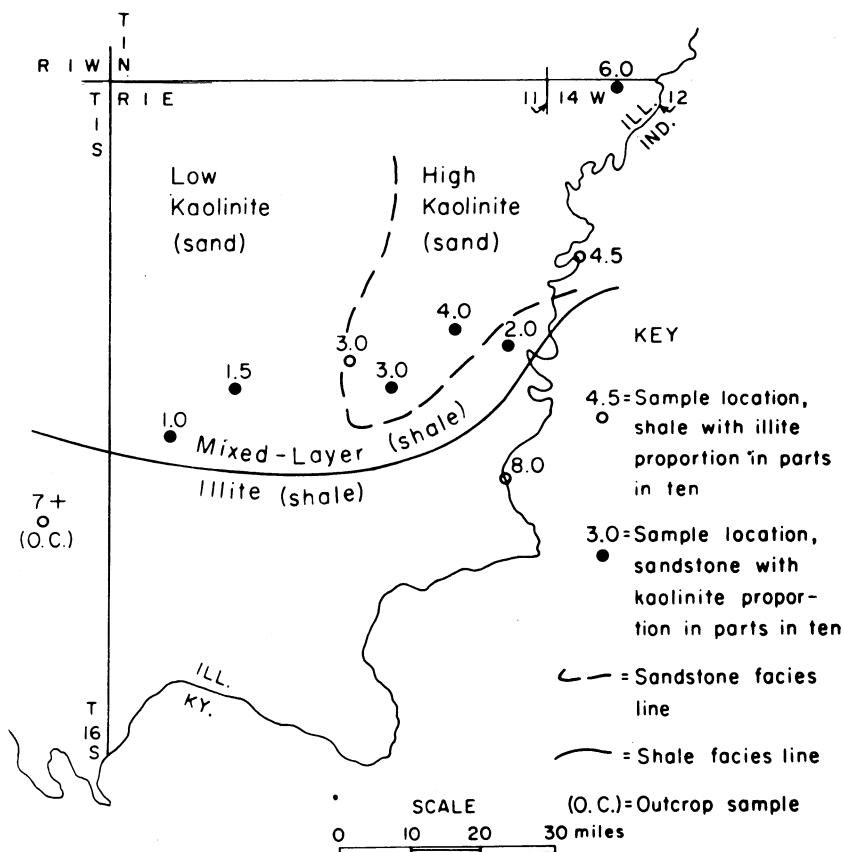 T
I
N
R I W
T
I
S
R I E
6.0
11 14 W 12
ILL.
IND.
Low
Kaolinite
(sand)
High
Kaolinite
(sand)
4.5
4.0
2.0
3.0
3.0
1.5
1.0
KEY
Mixed-Layer (shale)
Illite (shale)
8.0
7+
(O.C.)
4.5=Sample location,
shale with illite
proportion in parts
in ten
3.0=Sample location,
sandstone with
kaolinite propor-
tion in parts in ten
= Sandstone facies
line
= Shale facies line
(O.C.)=Outcrop sample
ILL.
KY.
T
16
S
SCALE
0 10 20 30 miles